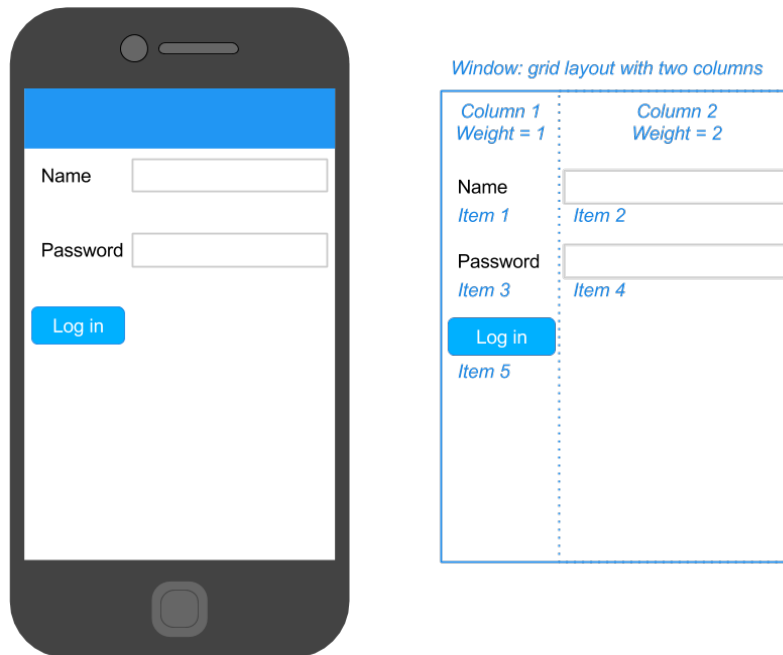 Name
Password
Log in
Window: grid layout with two columns
Column 1
Weight = 1
Column 2
Weight = 2
Name
Item 1
Item 2
Password
Item 3
Item 4
Log in
Item 5